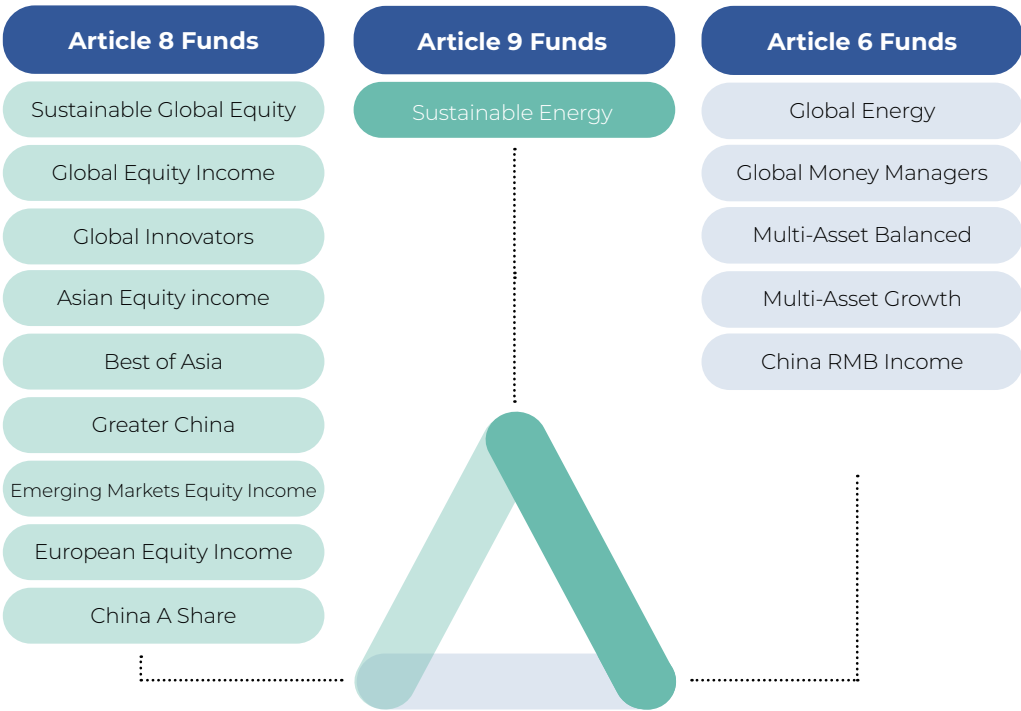 Article 8 Funds
Sustainable Global Equity
Global Equity Income
Global Innovators
Asian Equity income
Best of Asia
Greater China
Emerging Markets Equity Income
European Equity Income
China A Share
Article 9 Funds
Sustainable Energy
Article 6 Funds
Global Energy
Global Money Managers
Multi-Asset Balanced
Multi-Asset Growth
China RMB Income